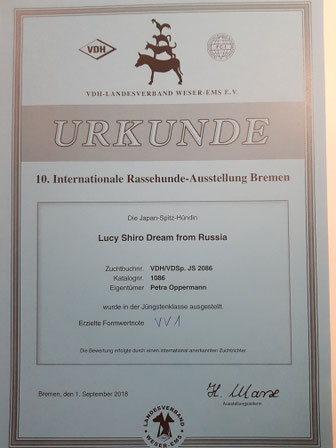 VDH
VDH-LANDESVERBAND WESER-EMS E.V.
URKUNDE
10. Internationale Rassehunde-Ausstellung Bremen
Die Japan-Spitz-Hündin
Lucy Shiro Dream from Russia
Zuchtbuchnr. VDH/VDSp. JS 2086
Katalognr. 1086
Eigentümer Petra Oppermann
wurde in der Jüngstenklasse ausgestellt.
Erzielte Formwertnote VV1
Die Bewertung erfolgte durch einen international anerkannten Zuchtrichter.
Bremen, den 1. September 2018
Ausstellungsleitern
LANDESVERBAND
WESER-EMS